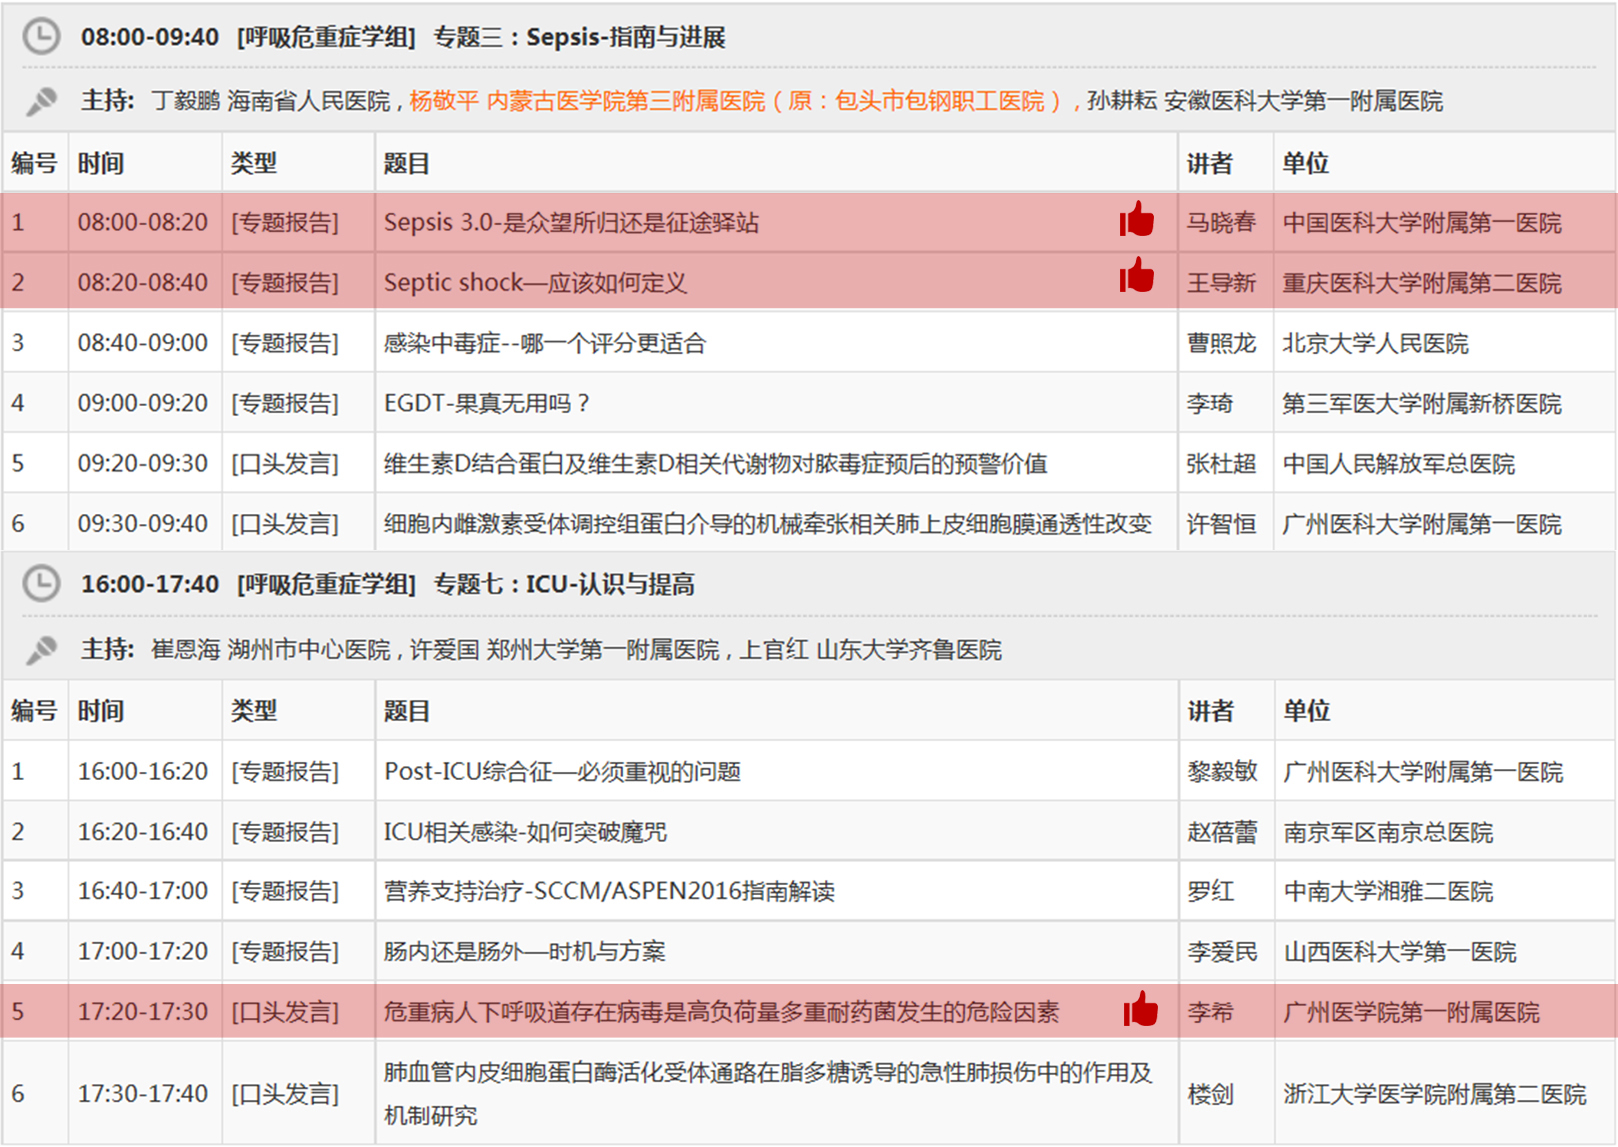 08:00-09:40 [呼吸危重症学组] 专题三：Sepsis-指南与进展
主持: 丁毅鹏 海南省人民医院 , 杨敬平 内蒙古医学院第三附属医院（原：包头市包钢职工医院）, 孙耕耘 安徽医科大学第一附属医院
编号 时间 类型 题目 讲者 单位
1 08:00-08:20 [专题报告] Sepsis 3.0-是众望所归还是征途驿站 马晓春 中国医科大学附属第一医院
2 08:20-08:40 [专题报告] Septic shock—应该如何定义 王导新 重庆医科大学附属第二医院
3 08:40-09:00 [专题报告] 感染中毒症--哪一个评分更适合 曹照龙 北京大学人民医院
4 09:00-09:20 [专题报告] EGDT-果真无用吗？ 李琦 第三军医大学附属新桥医院
5 09:20-09:30 [口头发言] 维生素D结合蛋白及维生素D相关代谢物对脓毒症预后的预警价值 张杜超 中国人民解放军总医院
6 09:30-09:40 [口头发言] 细胞内雌激素受体调控组蛋白介导的机械牵张相关肺上皮细胞膜通透性改变 许智恒 广州医科大学附属第一医院
16:00-17:40 [呼吸危重症学组] 专题七：ICU-认识与提高
主持: 崔恩海 湖州市中心医院 , 许爱国 郑州大学第一附属医院 , 上官红 山东大学齐鲁医院
编号 时间 类型 题目 讲者 单位
1 16:00-16:20 [专题报告] Post-ICU综合征—必须重视的问题 黎毅敏 广州医科大学附属第一医院
2 16:20-16:40 [专题报告] ICU相关感染-如何突破魔咒 赵蓓蕾 南京军区南京总医院
3 16:40-17:00 [专题报告] 营养支持治疗-SCCM/ASPEN2016指南解读 罗红 中南大学湘雅二医院
4 17:00-17:20 [专题报告] 肠内还是肠外—时机与方案 李爱民 山西医科大学第一医院
5 17:20-17:30 [口头发言] 危重病人下呼吸道存在病毒是高负荷量多重耐药菌发生的危险因素 李希 广州医学院第一附属医院
6 17:30-17:40 [口头发言] 肺血管内皮细胞蛋白酶活化受体通路在脂多糖诱导的急性肺损伤中的作用及
机制研究 楼剑 浙江大学医学院附属第二医院